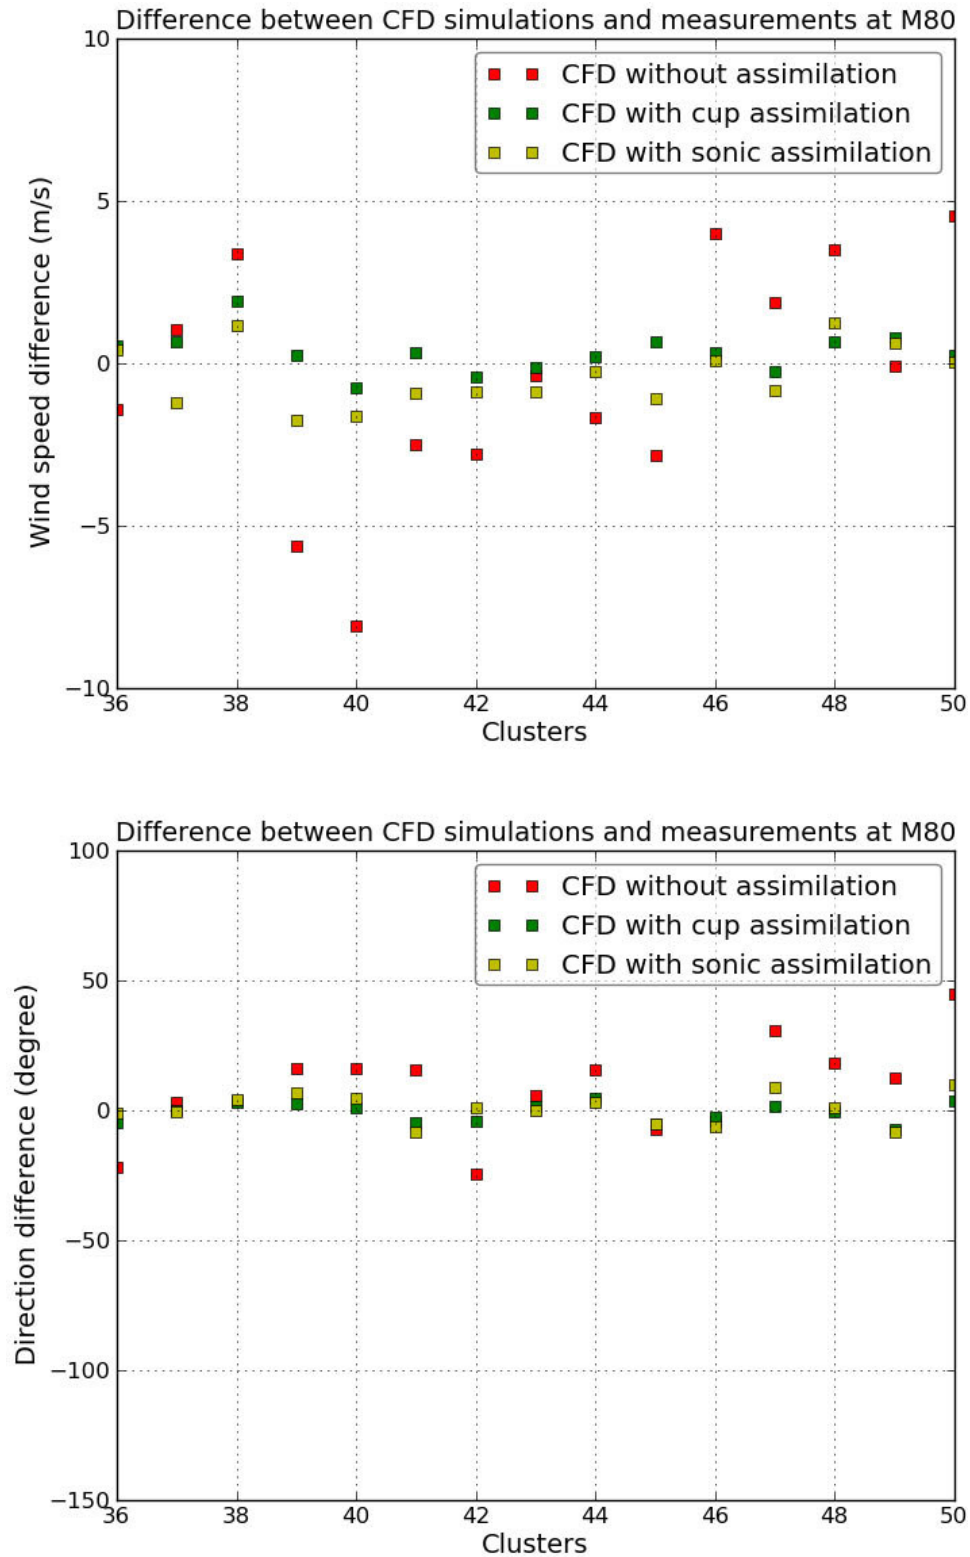 Difference between CFD simulations and measurements at M80
10
CFD without assimilation
CFD with cup assimilation
CFD with sonic assimilation
5
0
−5
−10
Wind speed difference (m/s)
36 38 40 42 44 46 48 50
Clusters
Difference between CFD simulations and measurements at M80
100
CFD without assimilation
CFD with cup assimilation
CFD with sonic assimilation
50
0
−50
−100
−150
Direction difference (degree)
36 38 40 42 44 46 48 50
Clusters